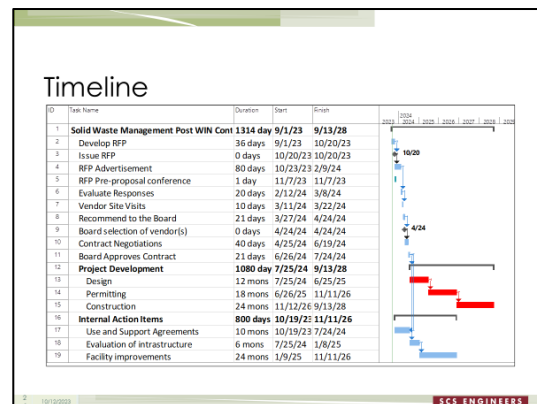 Timeline
ID Task Name Duration Start Finish
2024
2023 2024 2025 2026 2027 2028 2029
1 Solid Waste Management Post WIN Cont 1314 day 9/1/23 9/13/28
2 Develop RFP 36 days 9/1/23 10/20/23
3 Issue RFP 0 days 10/20/23 10/20/23 10/20
4 RFP Advertisement 80 days 10/23/23 2/9/24
5 RFP Pre-proposal conference 1 day 11/7/23 11/7/23
6 Evaluate Responses 20 days 2/12/24 3/8/24
7 Vendor Site Visits 10 days 3/11/24 3/22/24
8 Recommend to the Board 21 days 3/27/24 4/24/24
9 Board selection of vendor(s) 0 days 4/24/24 4/24/24 4/24
10 Contract Negotiations 40 days 4/25/24 6/19/24
11 Board Approves Contract 21 days 6/26/24 7/24/24
12 Project Development 1080 day 7/25/24 9/13/28
13 Design 12 mons 7/25/24 6/25/25
14 Permitting 18 mons 6/26/25 11/11/26
15 Construction 24 mons 11/12/26 9/13/28
16 Internal Action Items 800 days 10/19/23 11/11/26
17 Use and Support Agreements 10 mons 10/19/23 7/24/24
18 Evaluation of intrastructure 6 mons 7/25/24 1/8/25
19 Facility improvements 24 mons 1/9/25 11/11/26
2 10/12/2023 SCS ENGINEERS